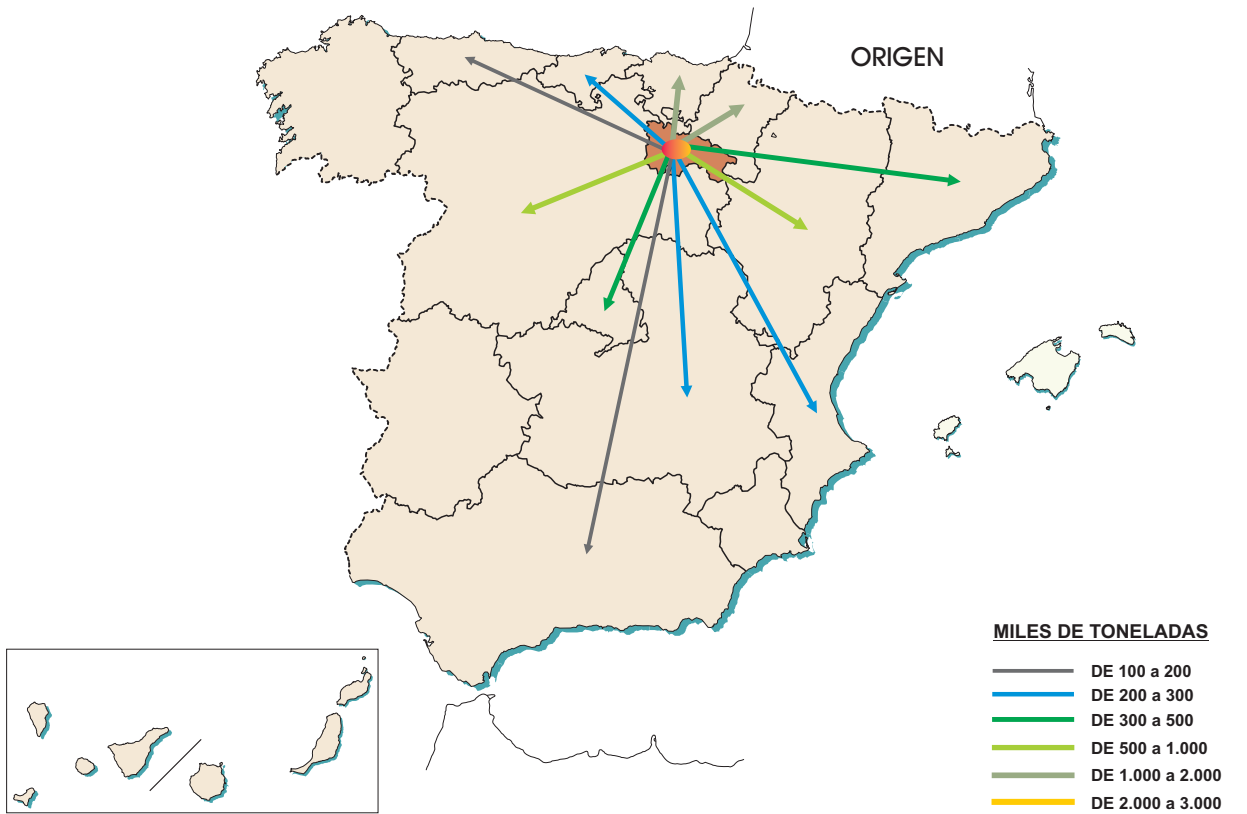 ORIGEN
MILES DE TONELADAS
DE 100 a 200
DE 200 a 300
DE 300 a 500
DE 500 a 1.000
DE 1.000 a 2.000
DE 2.000 a 3.000